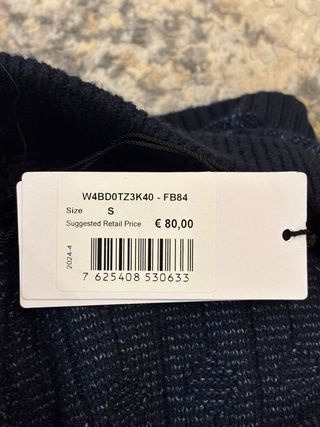 W4BD0TZ3K40 - FB84
Size S
Suggested Retail Price € 80,00
2024-4
7 625408 530633